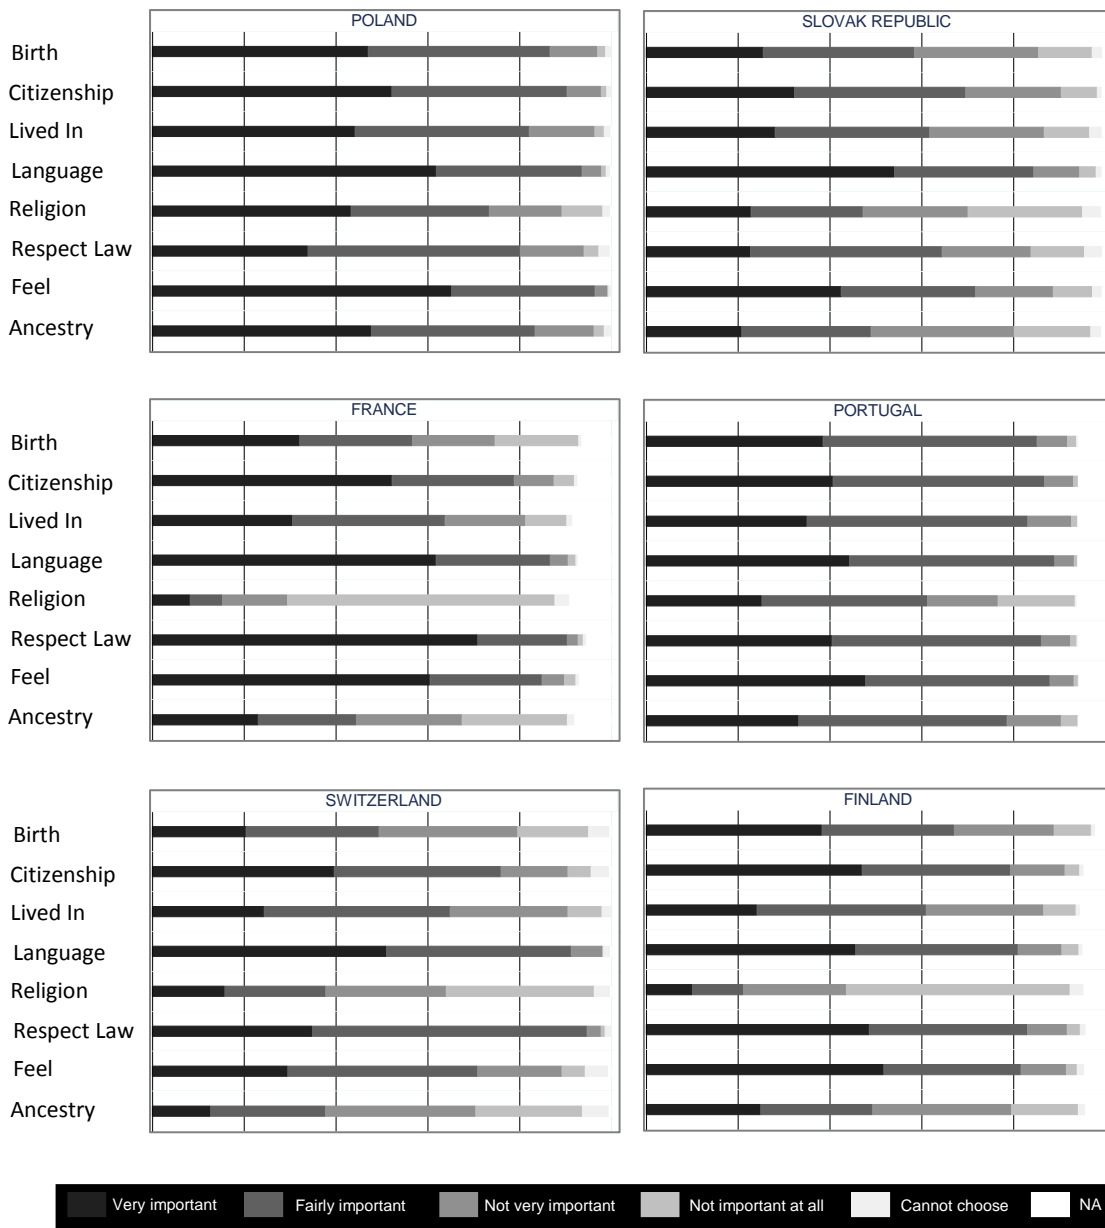 POLAND
SLOVAK REPUBLIC
Birth
Citizenship
Lived In
Language
Religion
Respect Law
Feel
Ancestry
FRANCE
PORTUGAL
Birth
Citizenship
Lived In
Language
Religion
Respect Law
Feel
Ancestry
SWITZERLAND
FINLAND
Birth
Citizenship
Lived In
Language
Religion
Respect Law
Feel
Ancestry
Very important Fairly important Not very important Not important at all Cannot choose NA